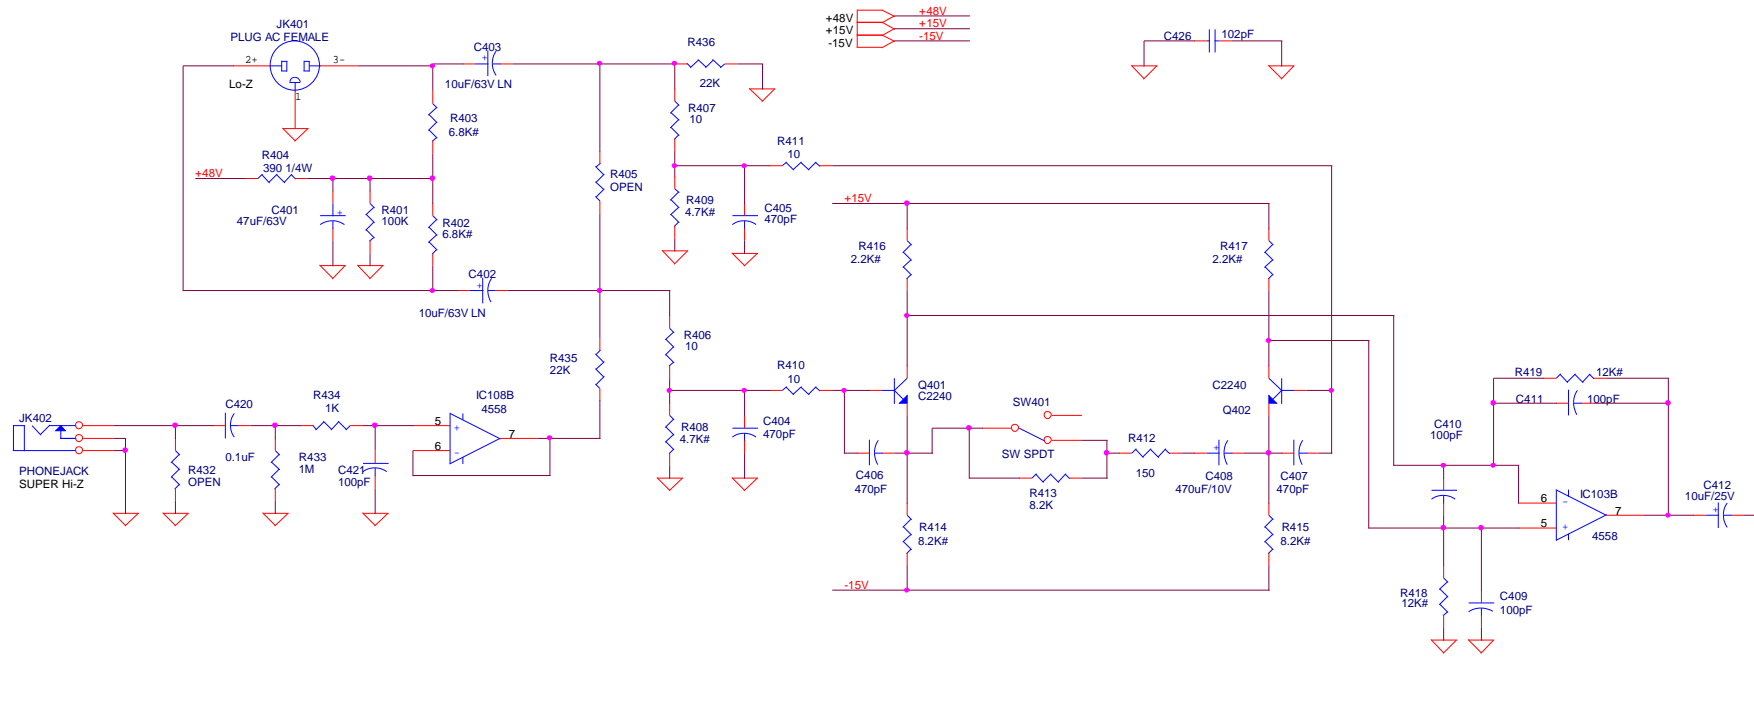 JK401
PLUG AC FEMALE
2+
3-
1
Lo-Z
C403
10uF/63V LN
R436
22K
+48V
+15V
-15V
+48V
+15V
-15V
C426
102pF
R403
6.8K#
R407
10
R404
390 1/4W
+48V
R411
10
C401
47uF/63V
R401
100K
R402
6.8K#
R405
OPEN
R409
4.7K#
C405
470pF
+15V
R416
2.2K#
R417
2.2K#
C402
10uF/63V LN
R406
10
R435
22K
R410
10
Q401
C2240
C2240
Q402
R419
12K#
C411
100pF
JK402
PHONEJACK
SUPER Hi-Z
C420
0.1uF
R434
1K
IC108B
4558
5
6
7
+
-
R432
OPEN
R433
1M
C421
100pF
R408
4.7K#
C404
470pF
SW401
SW SPDT
C406
470pF
R412
150
R413
8.2K
C408
470uF/10V
C407
470pF
C410
100pF
R414
8.2K#
R415
8.2K#
-15V
IC103B
4558
6
5
7
-
+
C412
10uF/25V
R418
12K#
C409
100pF